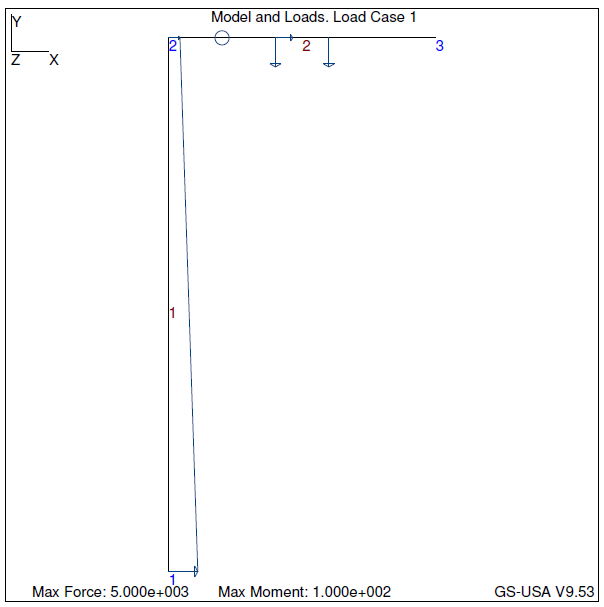 Model and Loads. Load Case 1
Y
Z X
2 2 3
1
1
Max Force: 5.000e+003 Max Moment: 1.000e+002 GS-USA V9.53